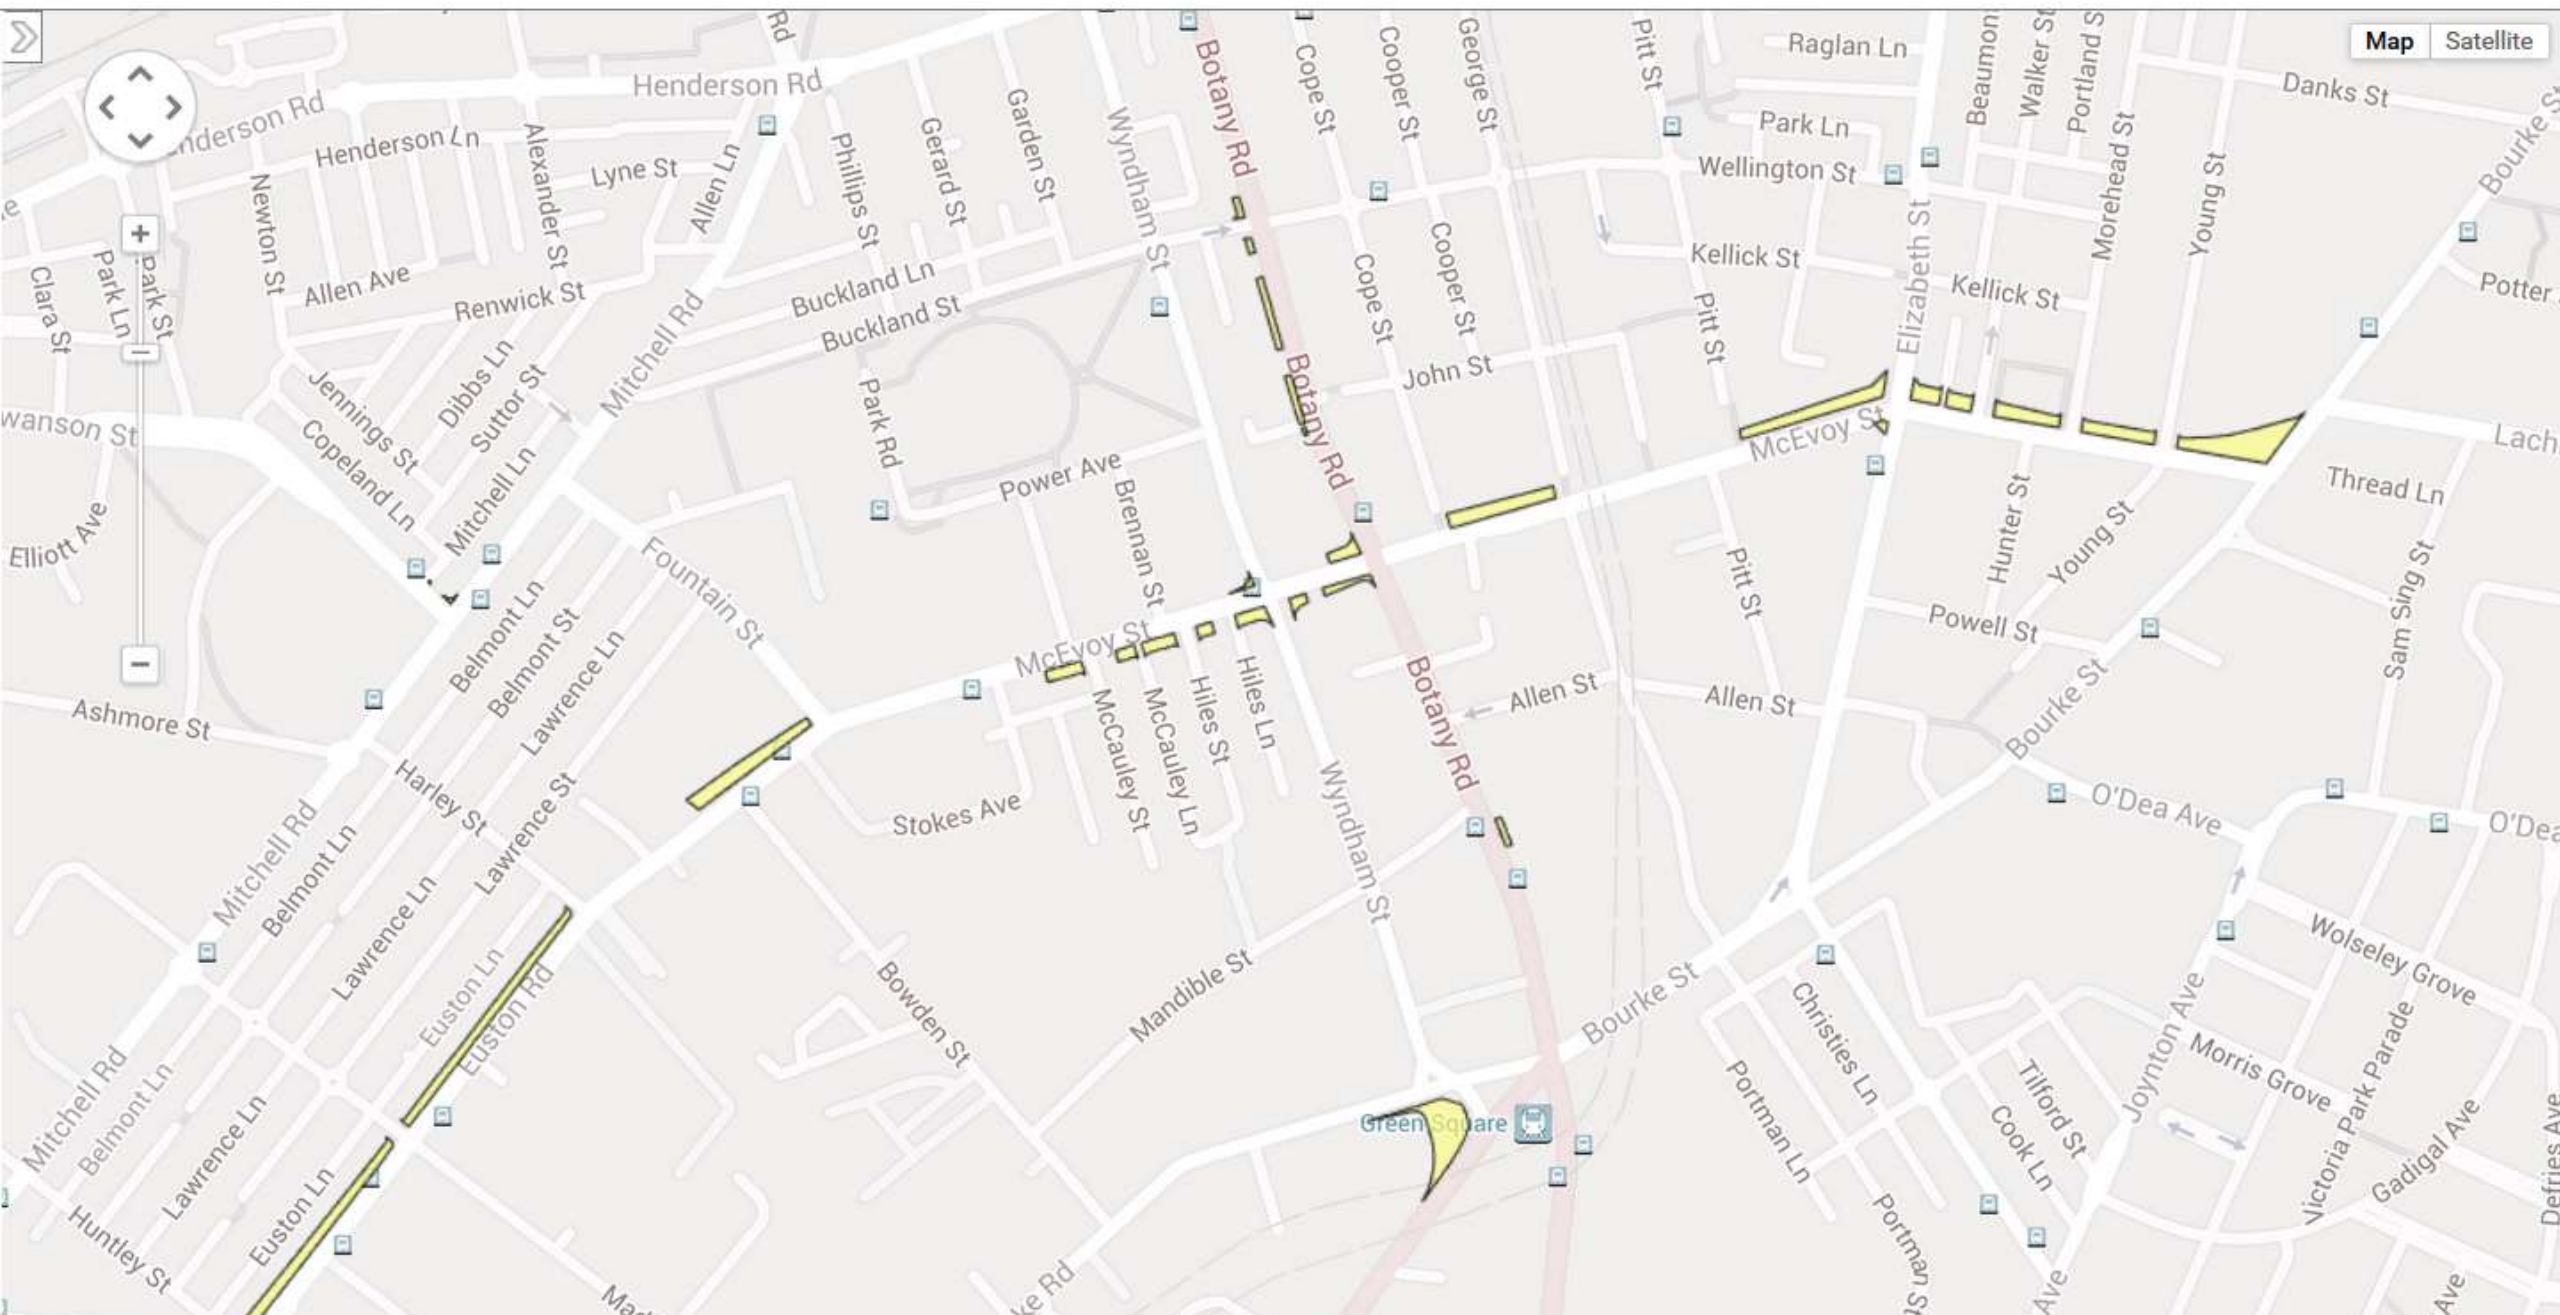 Map
Satellite
Rd
Botany Rd
Cope St
Cooper St
George St
Pitt St
Raglan Ln
Walker St
Danks St
Henderson Rd
Park Ln
Henderson Ln
Lyne St
Allen Ln
Alexander St
Newton St
Phillips St
Gerard St
Garden St
Wyndham St
Wellington St
Morehead St
Young St
Bourke St
Clara St
Park Ln
Park St
Allen Ave
Renwick St
Buckland Ln
Buckland St
Mitchell Rd
Cope St
Cooper St
Kellick St
Elizabeth St
Kellick St
Potter
Pitt St
Jennings St
Dibbs Ln
Suttor St
Copeland Ln
Mitchell Ln
Park Rd
Power Ave
Botany Rd
John St
McEvoy St
Lach
Thread Ln
wanson St
Elliott Ave
Fountain St
Brennan St
Belmont Ln
Belmont St
Lawrence Ln
McEvoy St
Pitt St
Hunter St
Young St
Powell St
Sam Sing St
Hiles Ln
Hiles St
McCauley Ln
McCauley St
Botany Rd
Allen St
Allen St
Bourke St
Ashmore St
Harley St
Lawrence St
Stokes Ave
Wyndham St
O'Dea Ave
O'Dea
Mitchell Rd
Belmont Ln
Lawrence Ln
Euston Ln
Euston Rd
Bowden St
Mandible St
Bourke St
Christies Ln
Wolseley Grove
Joynton Ave
Morris Grove
Victoria Park Parade
Mitchell Rd
Belmont Ln
Lawrence Ln
Euston Ln
Huntley St
Green Square
Portman Ln
Tilford St
Cook Ln
Gadigal Ave
Defries Ave
Portman St
ke Rd
Ave
Ave